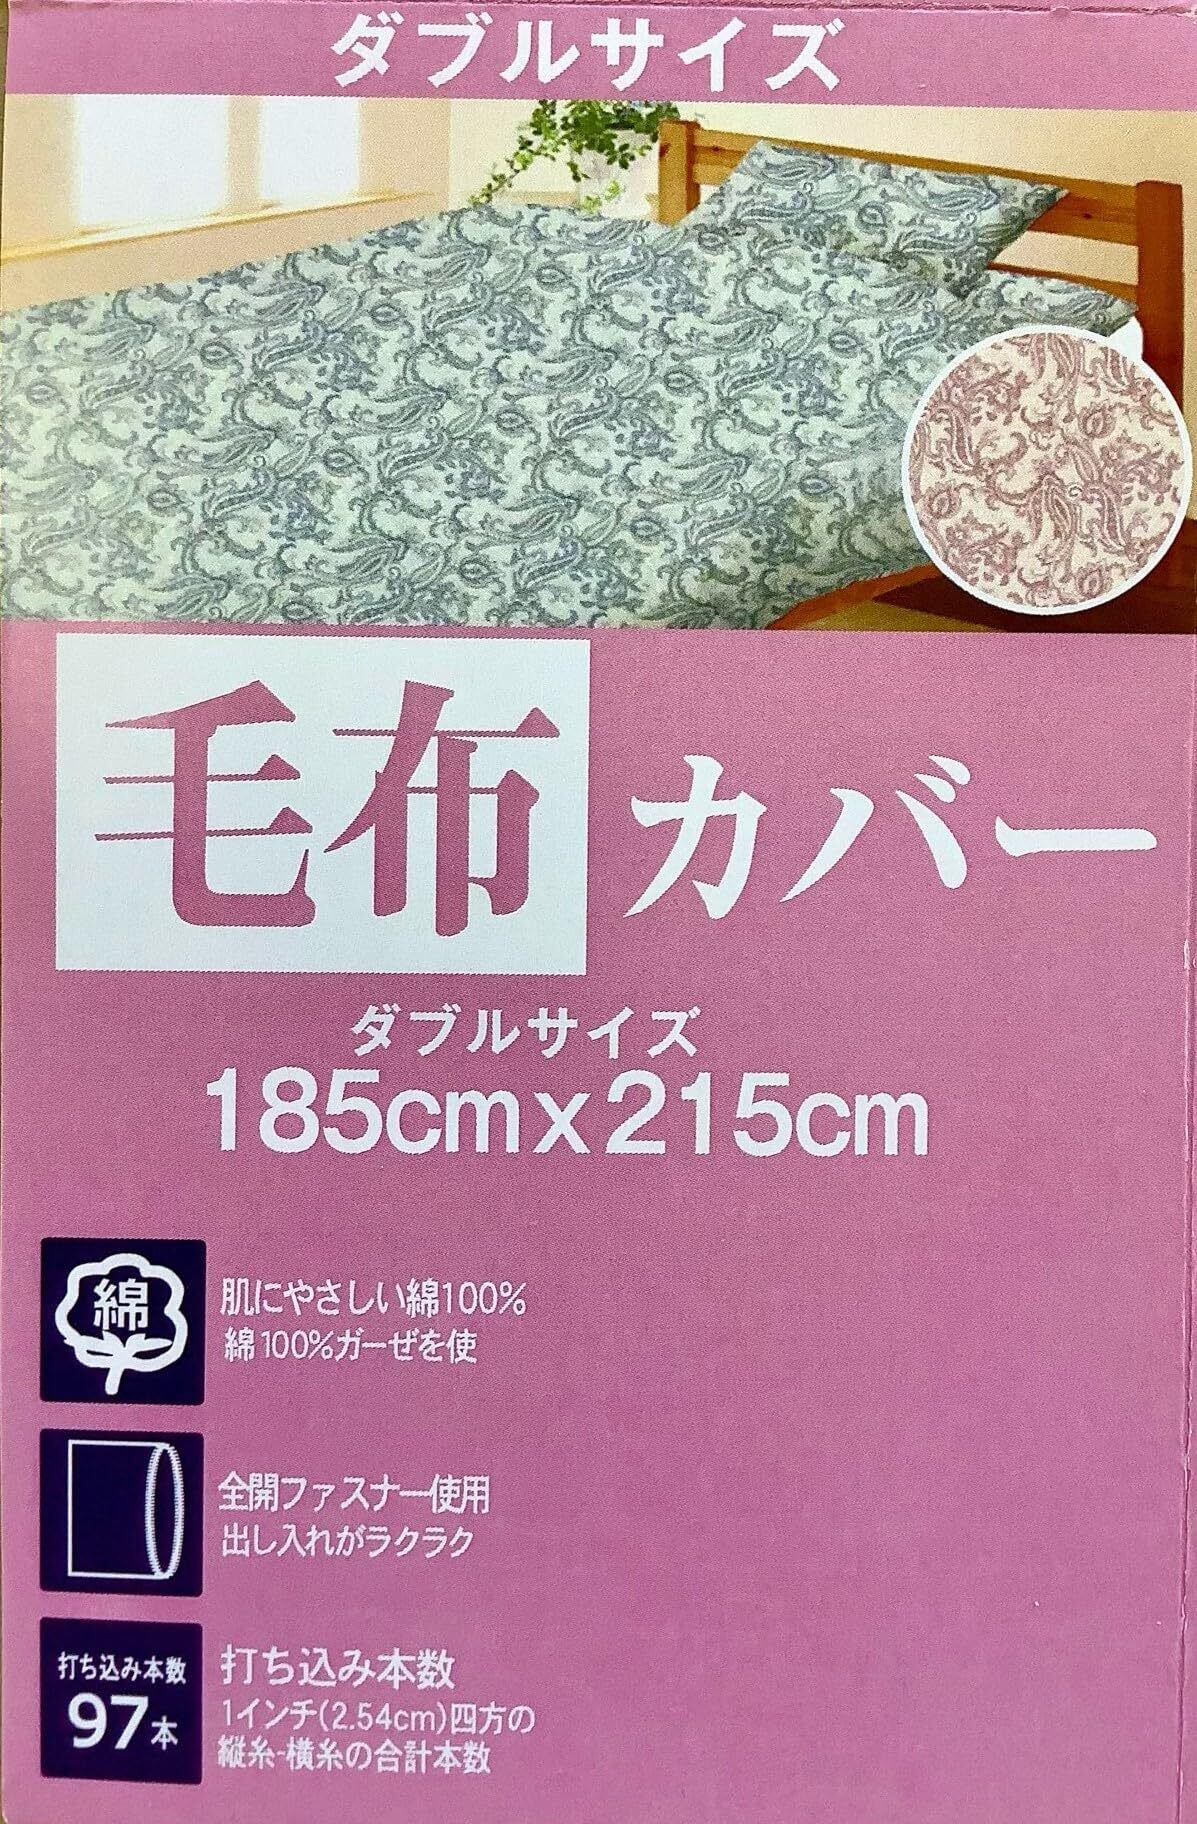 ダブルサイズ
毛布カバー
ダブルサイズ
185cmx215cm
綿
肌にやさしい綿100%
綿100%ガーぜを使
全開ファスナー使用
出し入れがラクラク
打ち込み本数
97本
打ち込み本数
1インチ(2.54cm)四方の
縦糸-横糸の合計本数